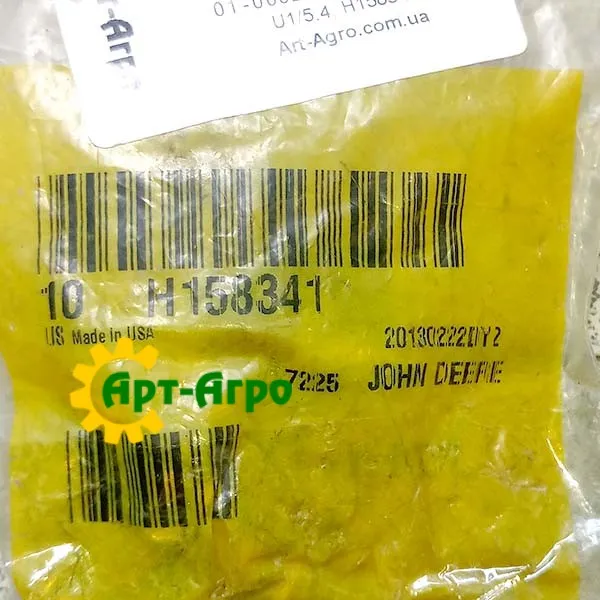 U1/5.4
Art-Agro.com.ua
10 H158341
US Made in USA
20130222DY2
Арт-Агро
7225 JOHN DEERE